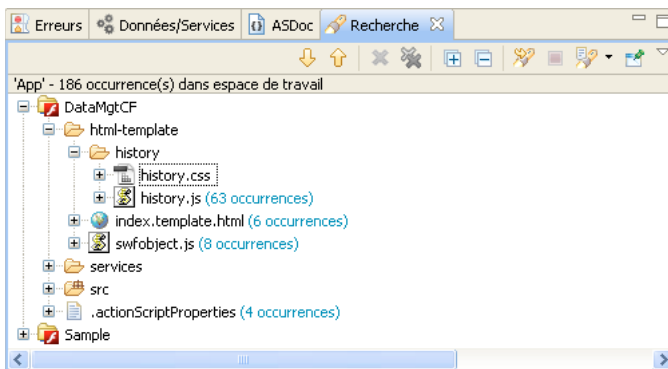 Erreurs Données/Services ASDoc Recherche
'App' - 186 occurrence(s) dans espace de travail
DataMgtCF
html-template
history
history.css
history.js (63 occurrences)
index.template.html (6 occurrences)
swfobject.js (8 occurrences)
services
src
.actionScriptProperties (4 occurrences)
Sample